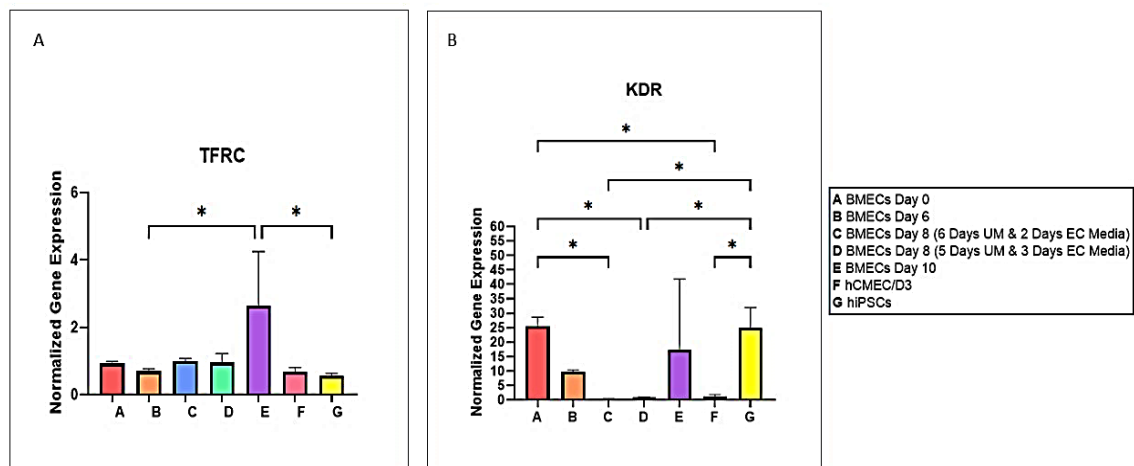 A
TFRC
Normalized Gene Expression
6
4
2
0
*
*
A B C D E F G
B
KDR
Normalized Gene Expression
60
55
50
45
40
35
30
25
20
15
10
5
0
*
*
*
*
*
*
A B C D E F G
A BMECs Day 0
B BMECs Day 6
C BMECs Day 8 (6 Days UM & 2 Days EC Media)
D BMECs Day 8 (5 Days UM & 3 Days EC Media)
E BMECs Day 10
F hCMEC/D3
G hiPSCs